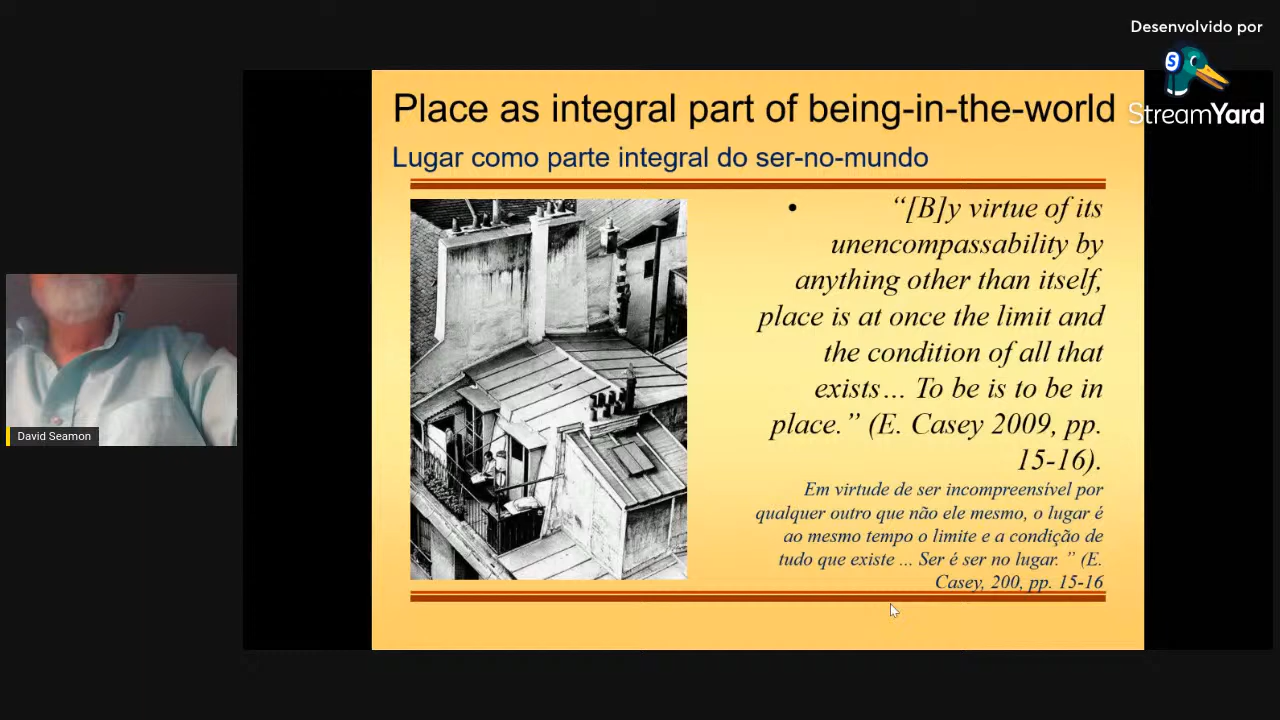 Desenvolvido por
StreamYard
Place as integral part of being-in-the-world
Lugar como parte integral do ser-no-mundo
• “[B]y virtue of its
unencompassability by
anything other than itself,
place is at once the limit and
the condition of all that
exists… To be is to be in
place.” (E. Casey 2009, pp.
15-16).
Em virtude de ser incompreensível por
qualquer outro que não ele mesmo, o lugar é
ao mesmo tempo o limite e a condição de
tudo que existe ... Ser é ser no lugar. ” (E.
Casey, 200, pp. 15-16
David Seamon